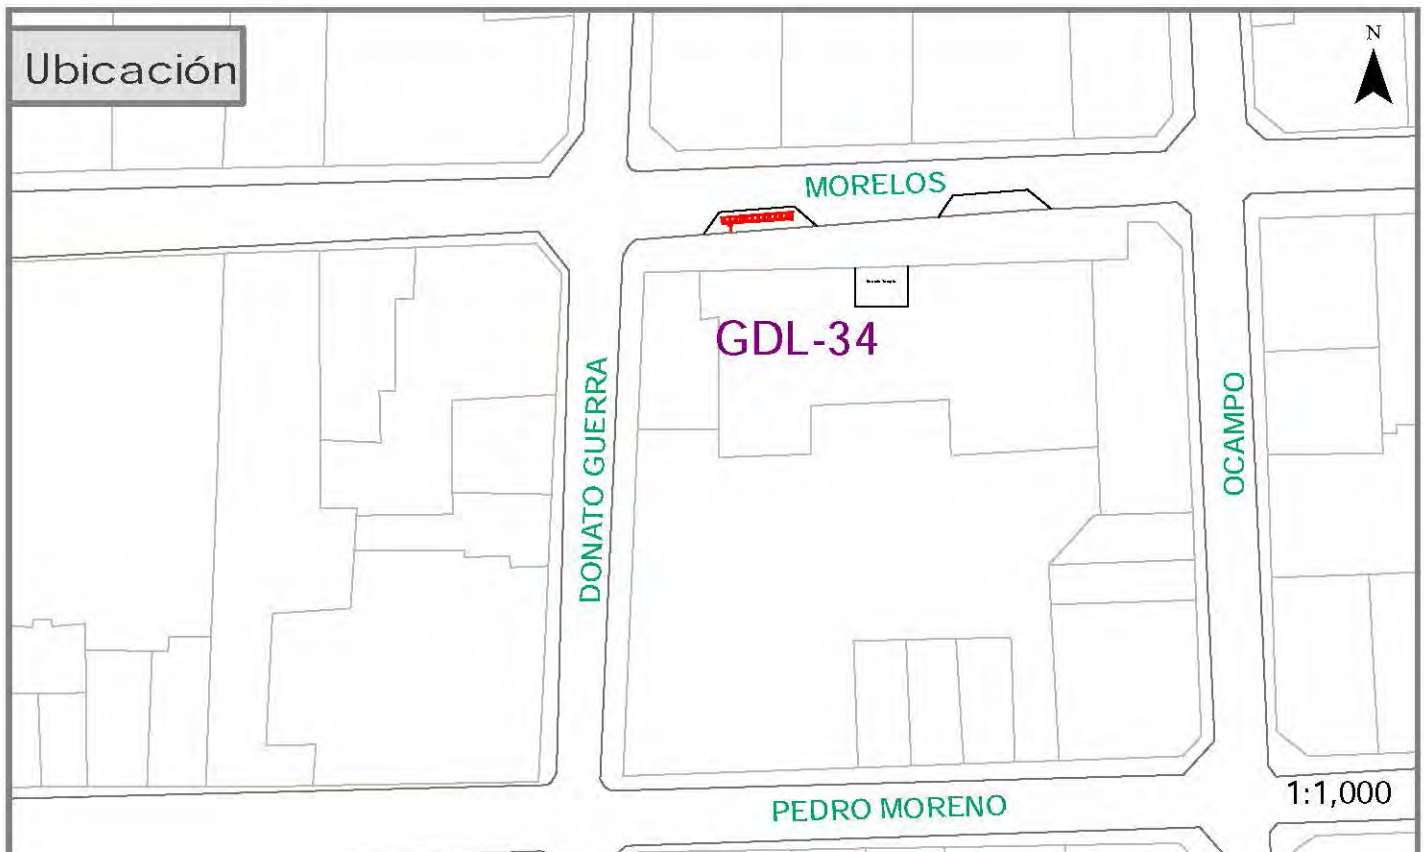 Ubicación
N
MORELOS
GDL-34
DONATO GUERRA
OCAMPO
PEDRO MORENO
1:1,000